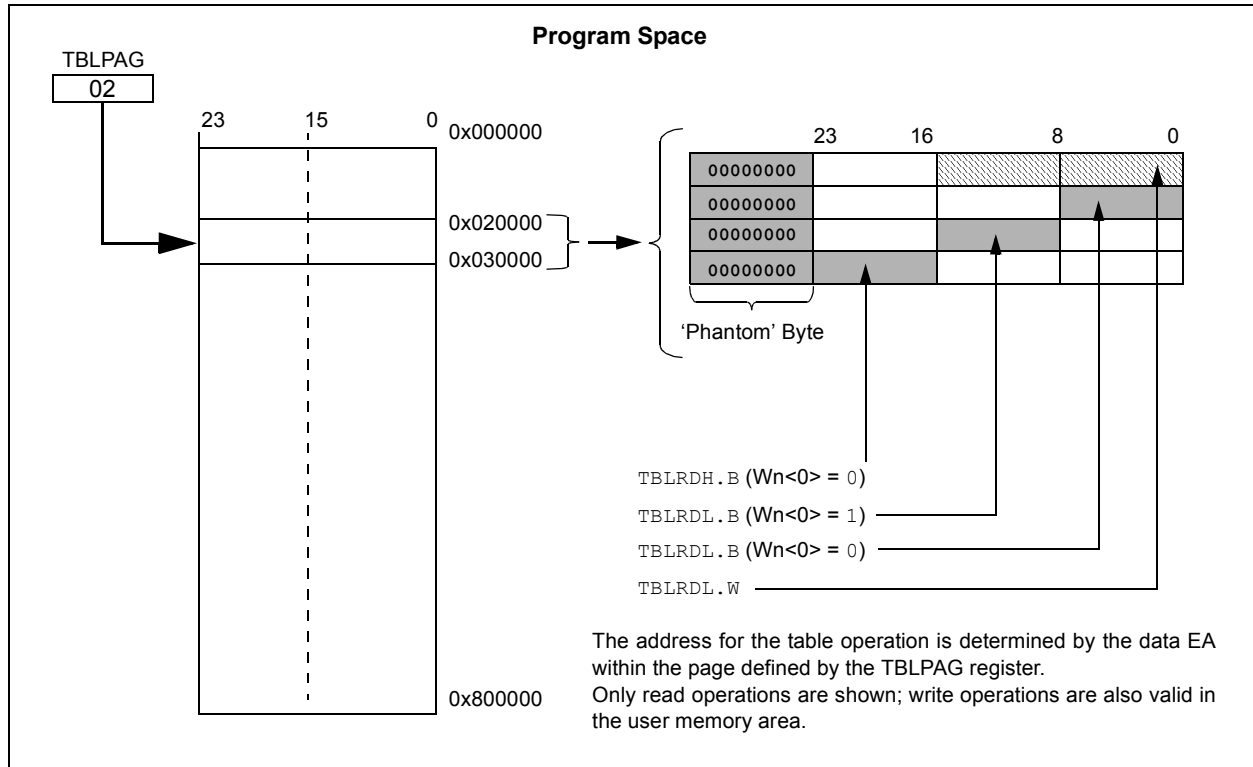 Program Space
TBLPAG
02
23 15 0
0x000000
0x020000
0x030000
0x800000
23 16 8 0
00000000
00000000
00000000
00000000
‘Phantom’ Byte
TBLRDH.B (Wn<0> = 0)
TBLRDL.B (Wn<0> = 1)
TBLRDL.B (Wn<0> = 0)
TBLRDL.W
The address for the table operation is determined by the data EA
within the page defined by the TBLPAG register.
Only read operations are shown; write operations are also valid in
the user memory area.